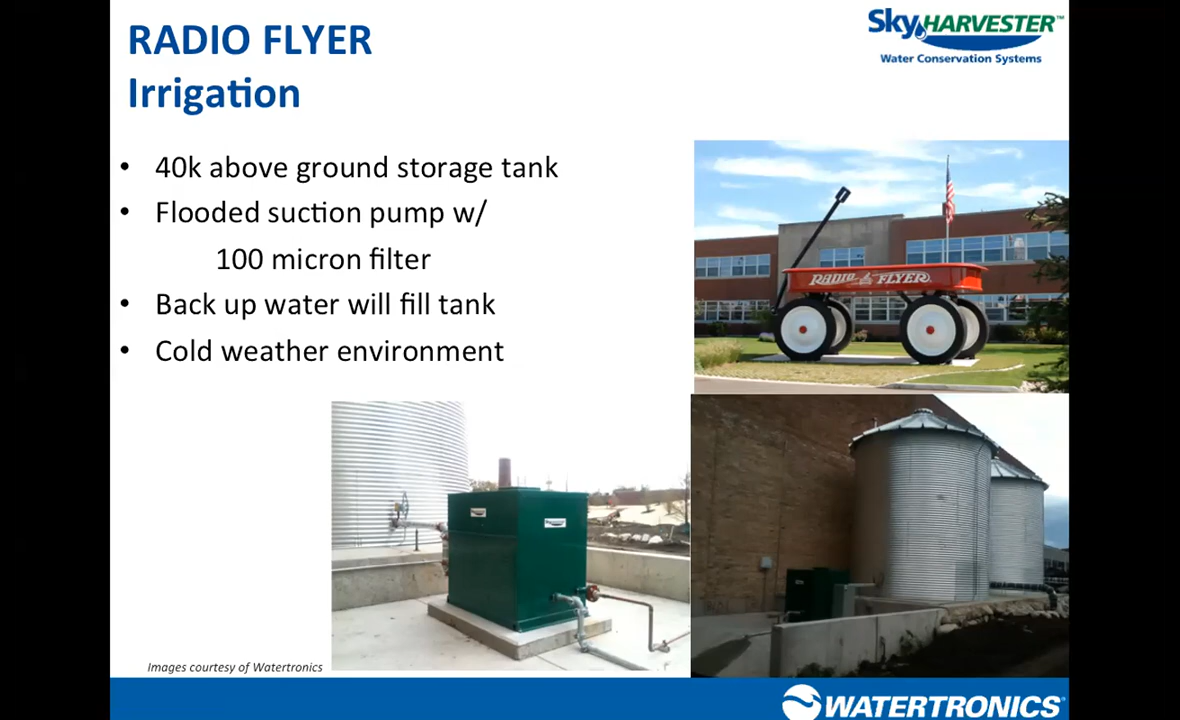 RADIO FLYER
Irrigation
SkyHARVESTER™
Water Conservation Systems
• 40k above ground storage tank
• Flooded suction pump w/
100 micron filter
• Back up water will fill tank
• Cold weather environment
RADIO FLYER
Images courtesy of Watertronics
WATERTRONICS®